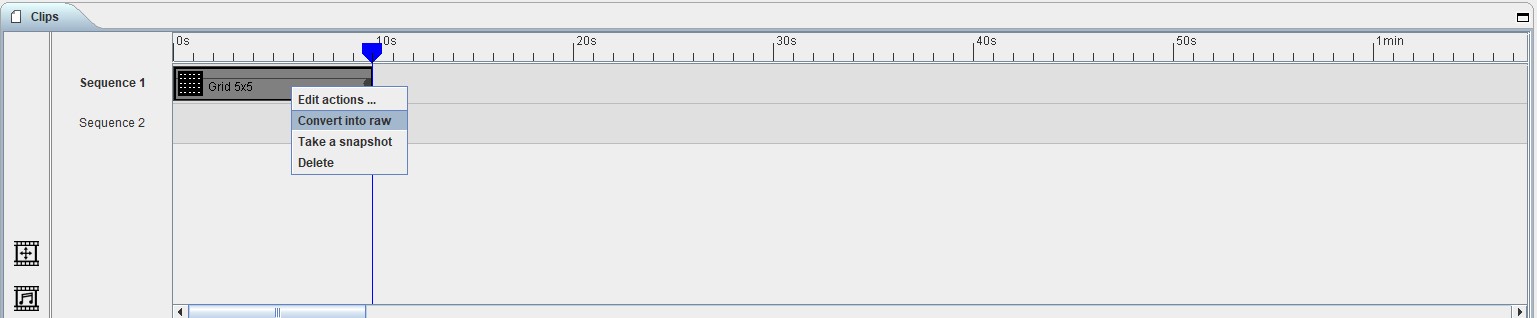 Clips
0s 10s 20s 30s 40s 50s 1min
Sequence 1
Grid 5x5
Edit actions ...
Convert into raw
Take a snapshot
Delete
Sequence 2